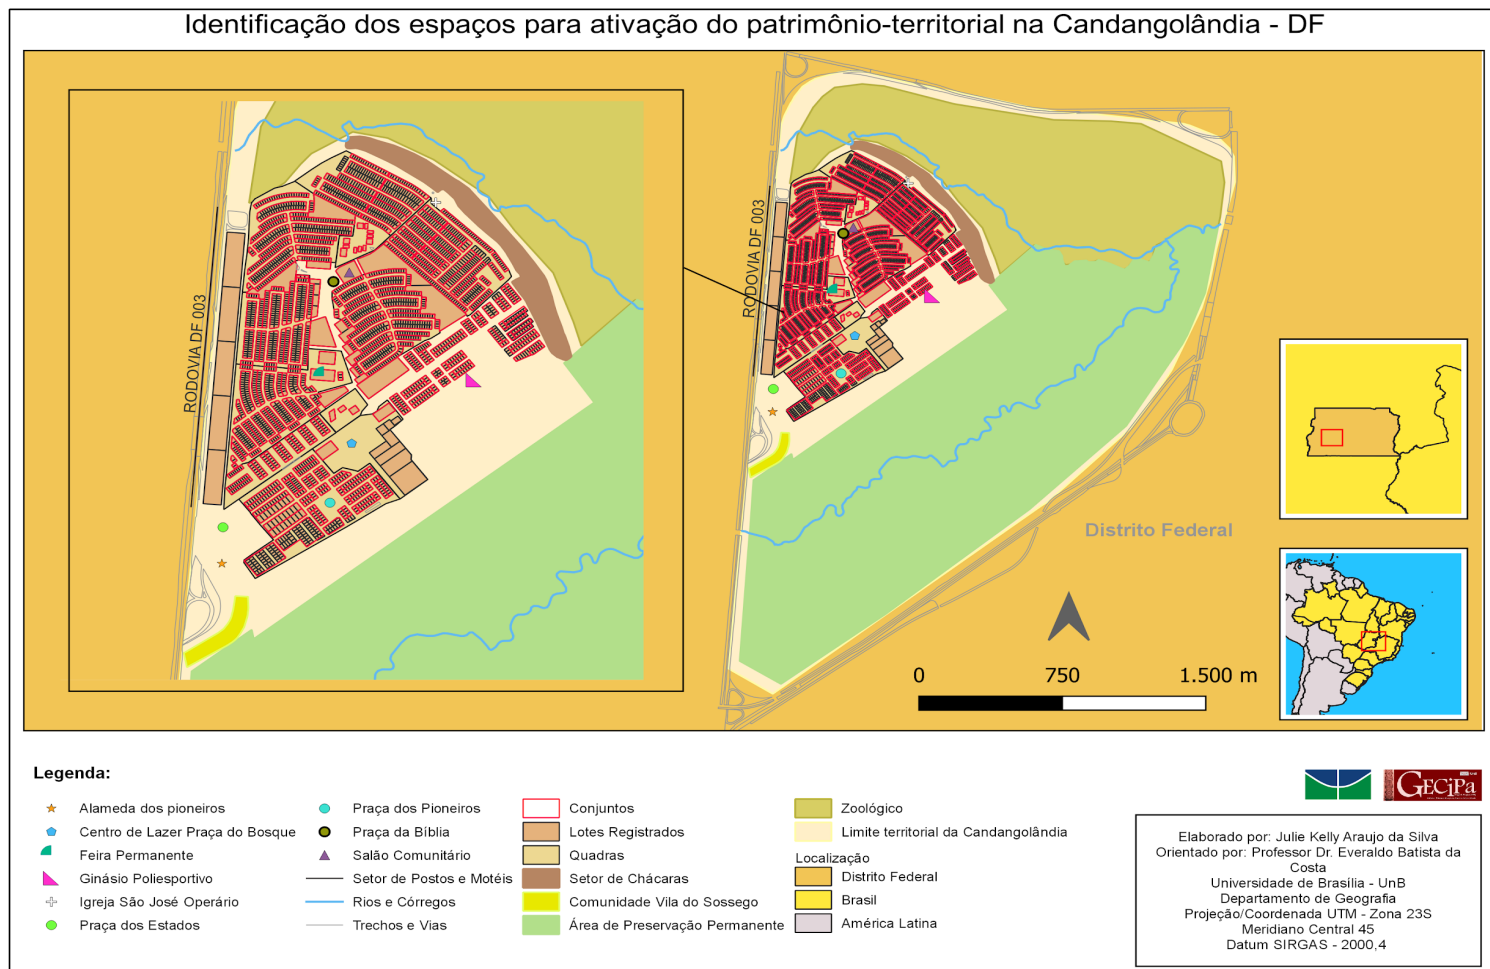 Identificação dos espaços para ativação do patrimônio-territorial na Candangolândia - DF
RODOVIA DF 003
RODOVIA DF 003
Distrito Federal
0 750 1.500 m
Legenda:
Alameda dos pioneiros
Centro de Lazer Praça do Bosque
Feira Permanente
Ginásio Poliesportivo
Igreja São José Operário
Praça dos Estados
Praça dos Pioneiros
Praça da Bíblia
Salão Comunitário
Setor de Postos e Motéis
Rios e Córregos
Trechos e Vias
Conjuntos
Lotes Registrados
Quadras
Setor de Chácaras
Comunidade Vila do Sossego
Área de Preservação Permanente
Zoológico
Limite territorial da Candangolândia
Localização
Distrito Federal
Brasil
América Latina
GECiPa
Elaborado por: Julie Kelly Araujo da Silva
Orientado por: Professor Dr. Everaldo Batista da
Costa
Universidade de Brasilia - UnB
Departamento de Geografia
Projeção/Coordenada UTM - Zona 23S
Meridiano Central 45
Datum SIRGAS - 2000,4